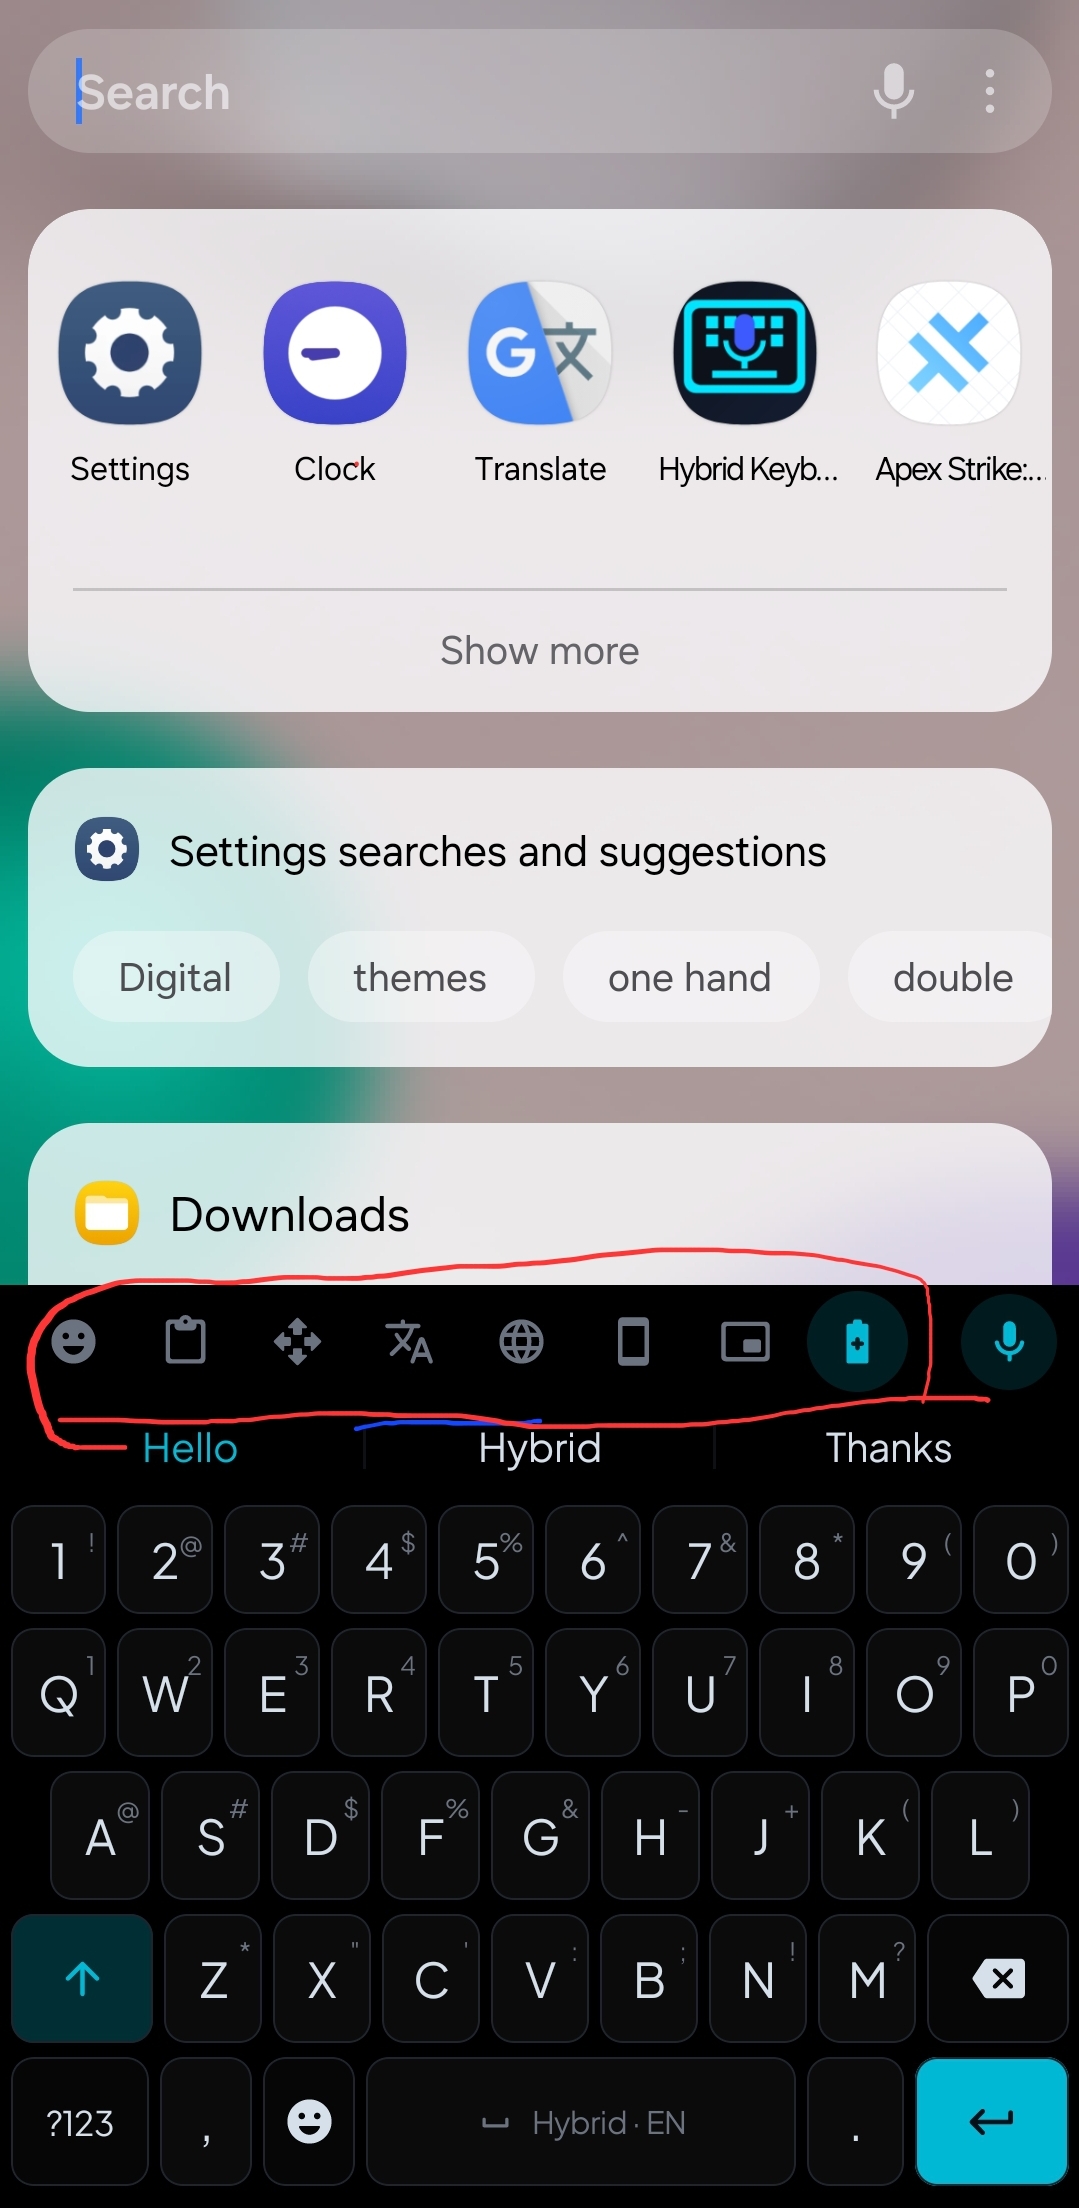 Search
Settings Clock Translate Hybrid Keyb... Apex Strike:...
Show more
Settings searches and suggestions
Digital themes one hand double
Downloads
Hello Hybrid Thanks
1 ! 2 @ 3 # 4 $ 5 % 6 ^ 7 & 8 * 9 ( 0 )
Q 1 W 2 E 3 R 4 T 5 Y 6 U 7 I 8 O 9 P 0
A @ S # D $ F % G & H - J + K ( L )
Z * X " C ' V : B ; N ! M ?
?123 , Hybrid · EN .